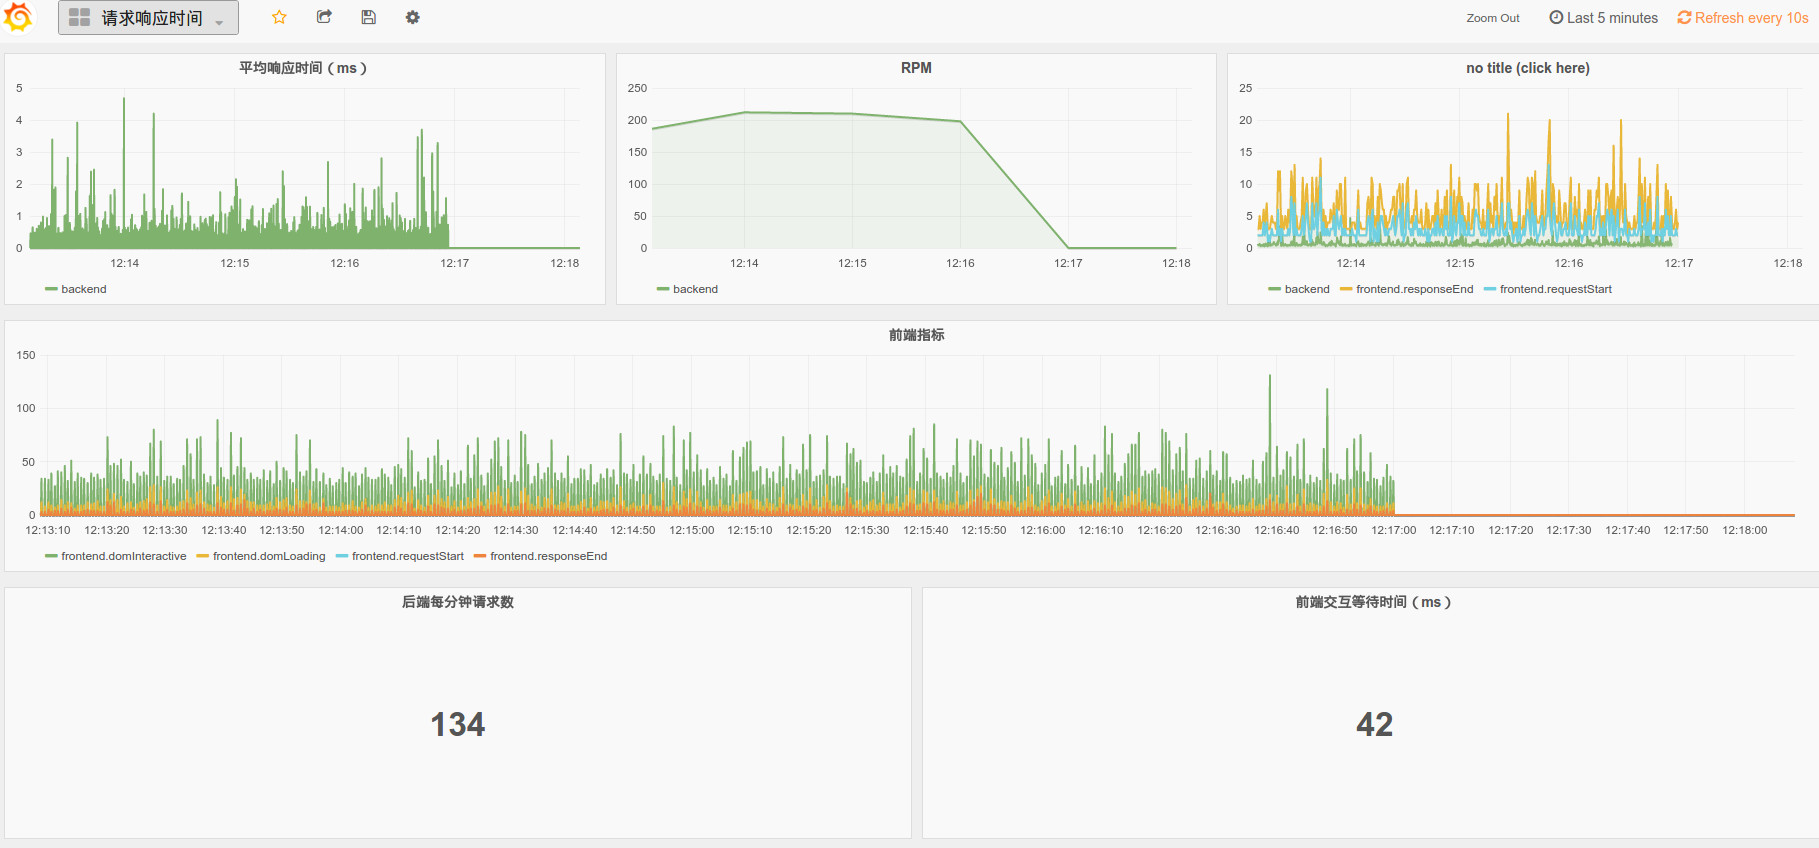 请求响应时间
Zoom Out
Last 5 minutes
Refresh every 10s
平均响应时间（ms）
5
4
3
2
1
0
12:14 12:15 12:16 12:17 12:18
backend
RPM
250
200
150
100
50
0
12:14 12:15 12:16 12:17 12:18
backend
no title (click here)
25
20
15
10
5
0
12:14 12:15 12:16 12:17 12:18
backend frontend.responseEnd frontend.requestStart
前端指标
150
100
50
0
12:13:10 12:13:20 12:13:30 12:13:40 12:13:50 12:14:00 12:14:10 12:14:20 12:14:30 12:14:40 12:14:50 12:15:00 12:15:10 12:15:20 12:15:30 12:15:40 12:15:50 12:16:00 12:16:10 12:16:20 12:16:30 12:16:40 12:16:50 12:17:00 12:17:10 12:17:20 12:17:30 12:17:40 12:17:50 12:18:00
frontend.domInteractive frontend.domLoading frontend.requestStart frontend.responseEnd
后端每分钟请求数
134
前端交互等待时间（ms）
42